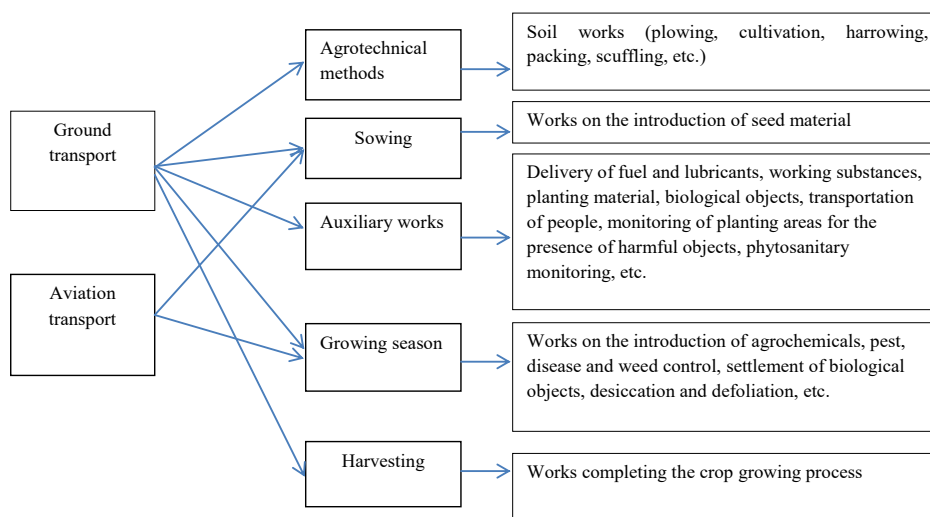 Ground
transport
Aviation
transport
Agrotechnical
methods
Sowing
Auxiliary works
Growing season
Harvesting
Soil works (plowing, cultivation, harrowing,
packing, scuffling, etc.)
Works on the introduction of seed material
Delivery of fuel and lubricants, working substances,
planting material, biological objects, transportation
of people, monitoring of planting areas for the
presence of harmful objects, phytosanitary
monitoring, etc.
Works on the introduction of agrochemicals, pest,
disease and weed control, settlement of biological
objects, desiccation and defoliation, etc.
Works completing the crop growing process